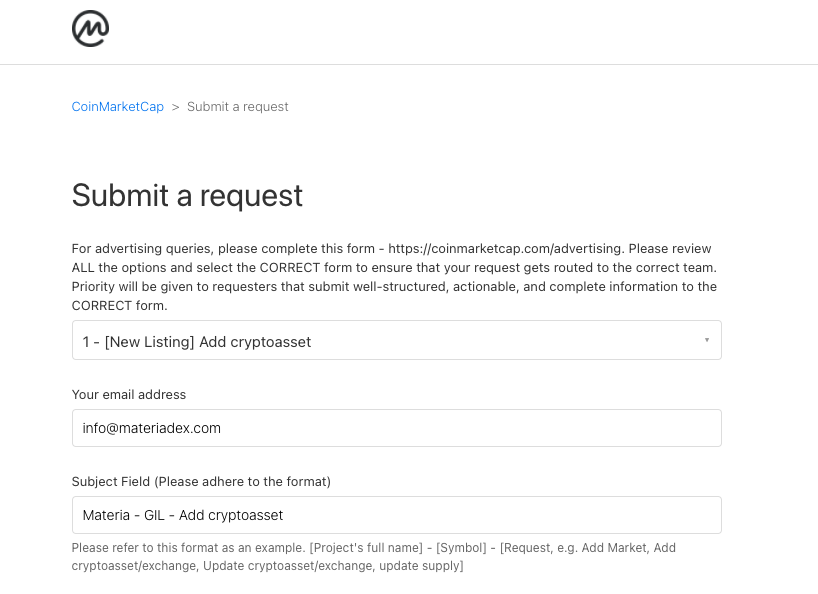 CoinMarketCap > Submit a request
Submit a request
For advertising queries, please complete this form - https://coinmarketcap.com/advertising. Please review
ALL the options and select the CORRECT form to ensure that your request gets routed to the correct team.
Priority will be given to requesters that submit well-structured, actionable, and complete information to the
CORRECT form.
1 - [New Listing] Add cryptoasset
Your email address
info@materiadex.com
Subject Field (Please adhere to the format)
Materia - GIL - Add cryptoasset
Please refer to this format as an example. [Project's full name] - [Symbol] - [Request, e.g. Add Market, Add
cryptoasset/exchange, Update cryptoasset/exchange, update supply]